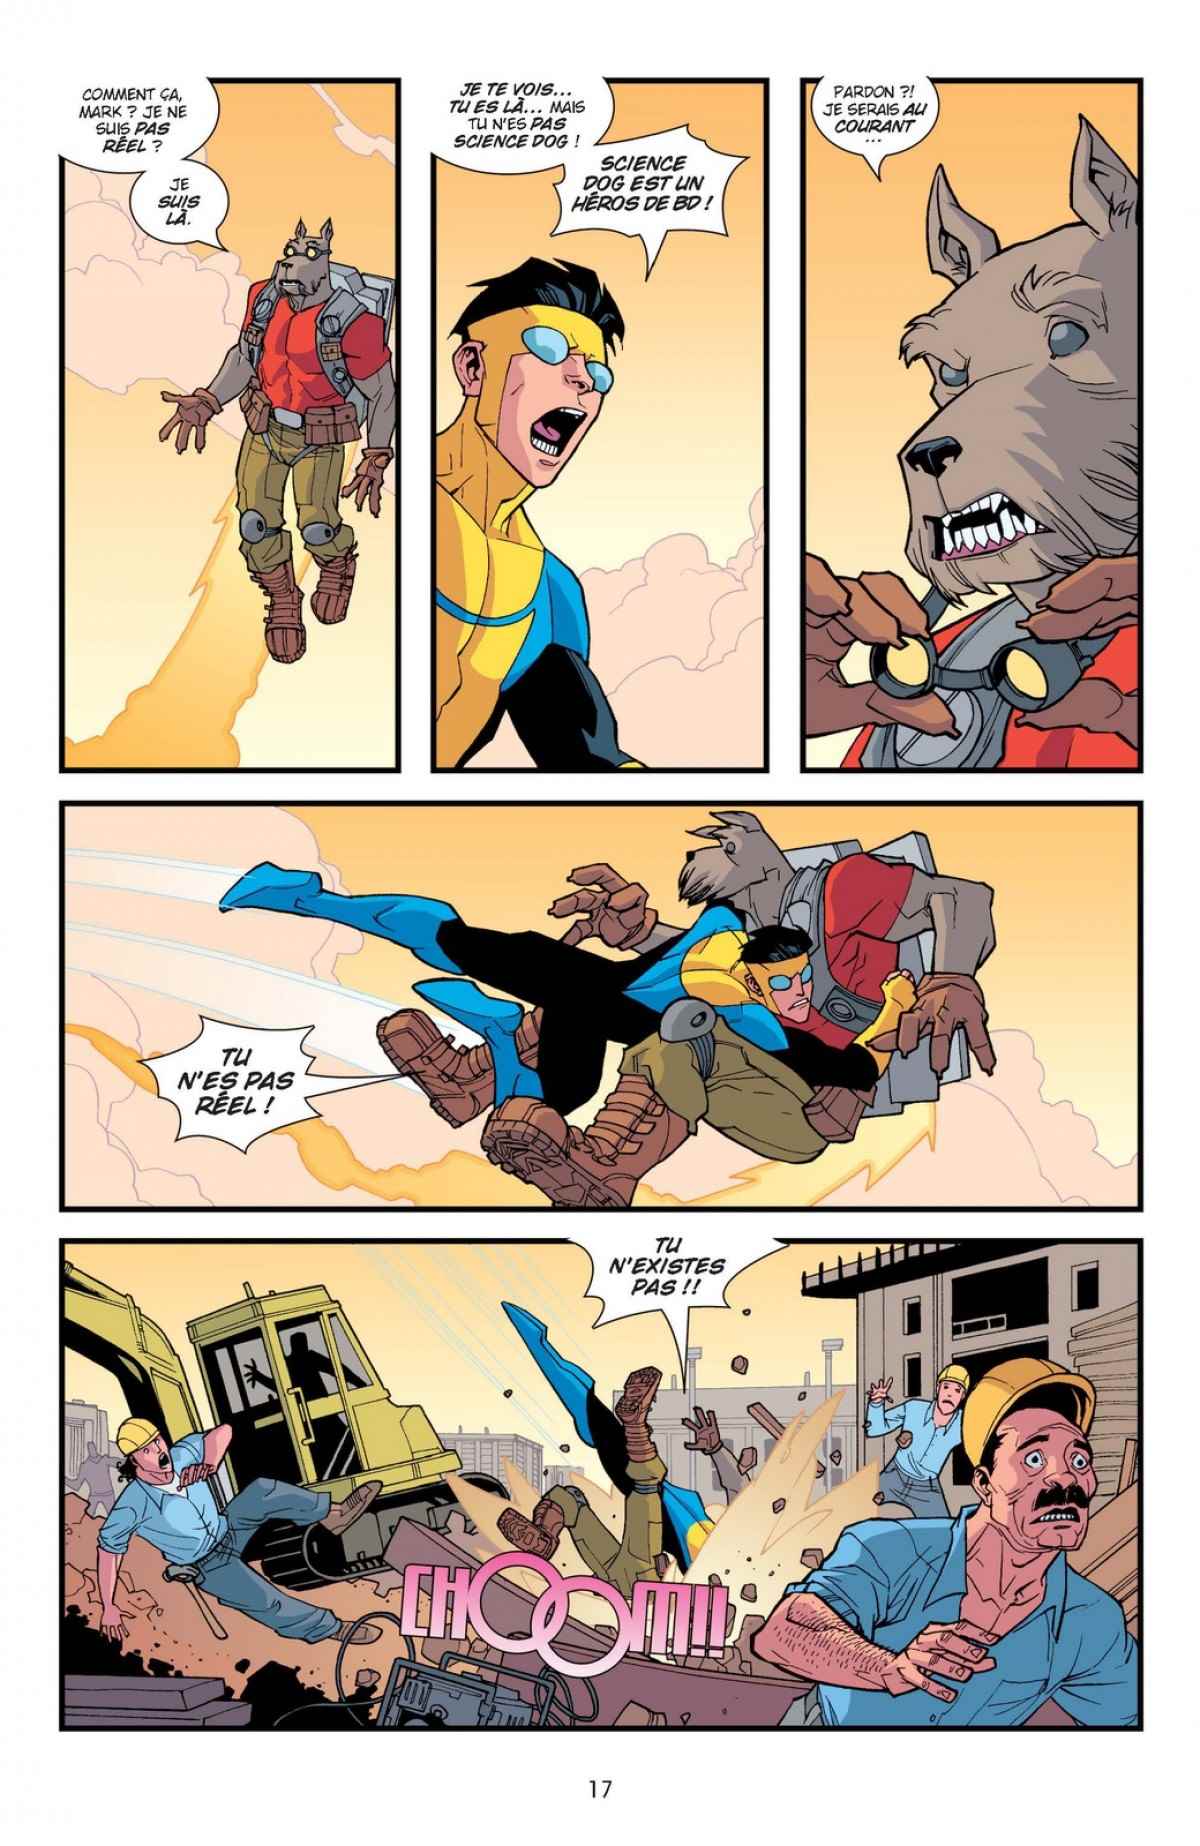 COMMENT ÇA,
MARK ? JE NE
SUIS PAS
RÉEL ?
JE
SUIS
LÀ.
JE TE VOIS...
TU ES LÀ... MAIS
TU N'ES PAS
SCIENCE DOG !
SCIENCE
DOG EST UN
HÉROS DE BD !
PARDON ?!
JE SERAIS AU
COURANT
...
TU
N'ES PAS
RÉEL !
TU
N'EXISTES
PAS !!
CHOOM!!
17